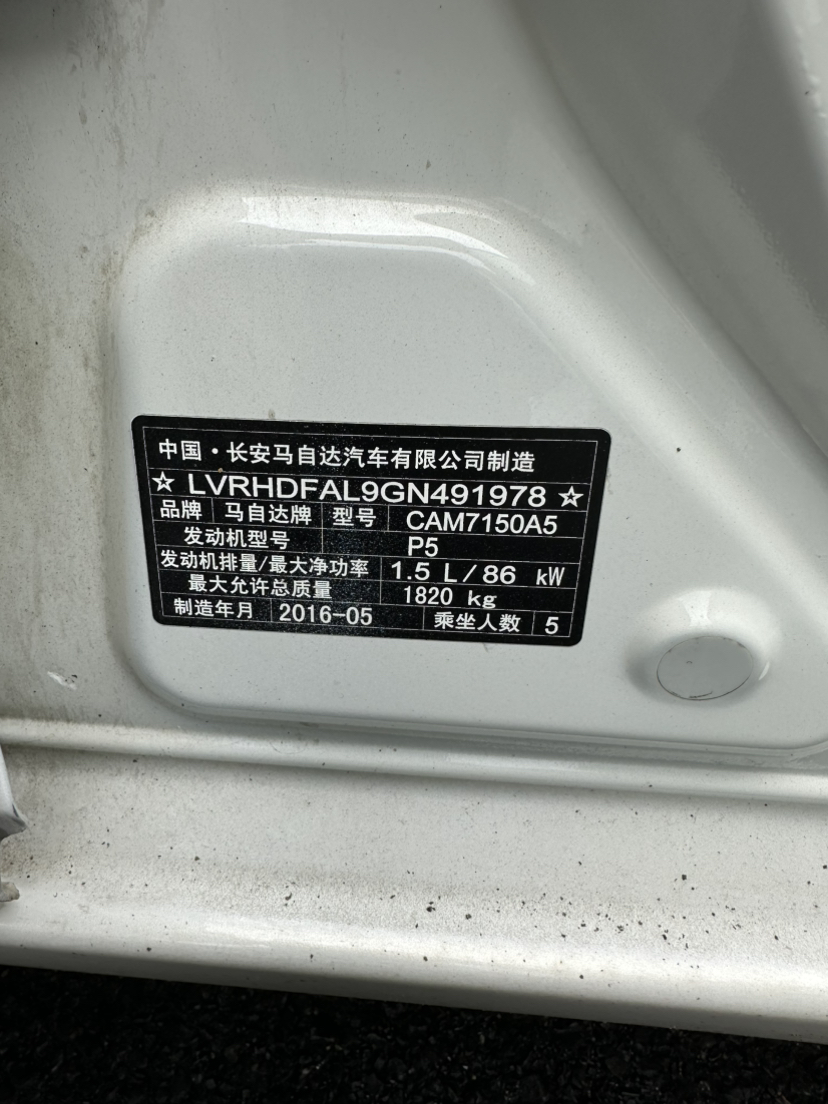 中国·长安马自达汽车有限公司制造
☆ LVRHDFAL9GN491978 ☆
品牌 马自达牌 型号 CAM7150A5
发动机型号 P5
发动机排量/最大净功率 1.5 L/86 kW
最大允许总质量 1820 kg
制造年月 2016-05 乘坐人数 5